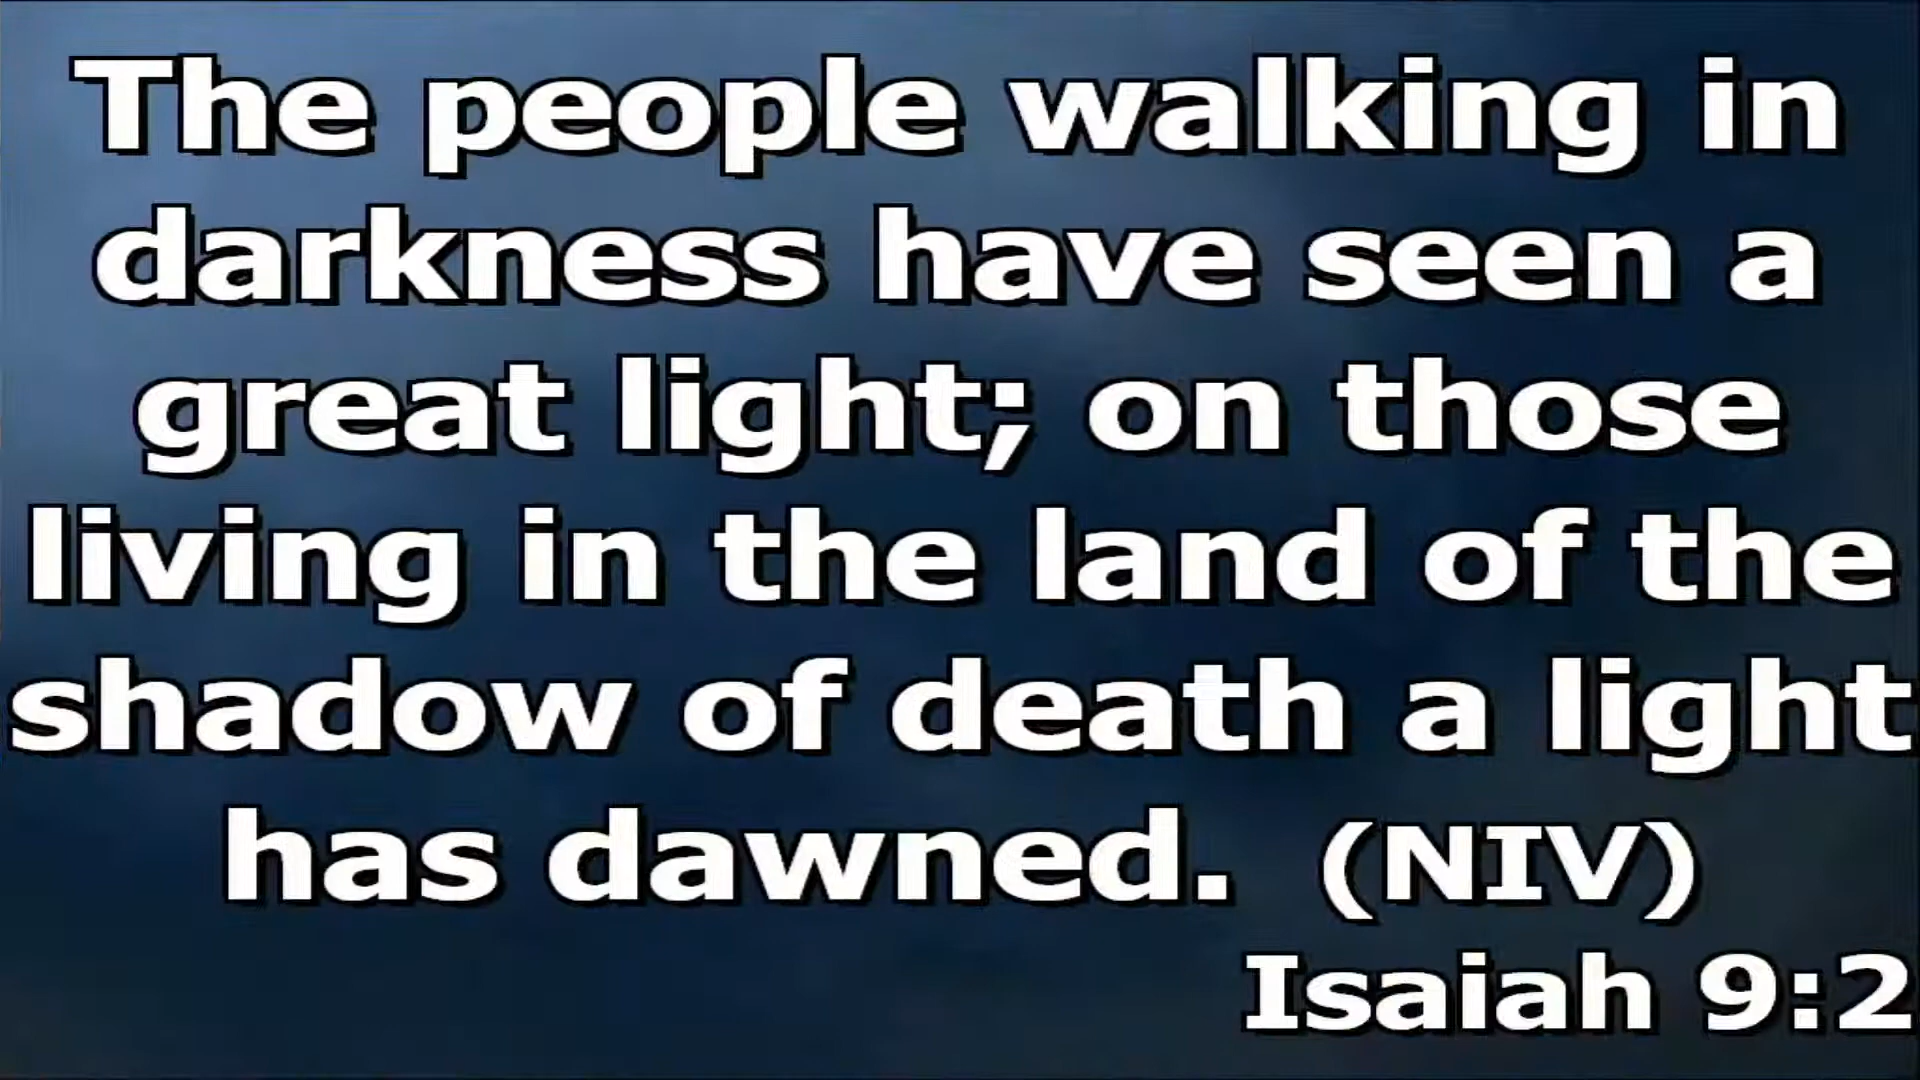 The people walking in
darkness have seen a
great light; on those
living in the land of the
shadow of death a light
has dawned. (NIV)
Isaiah 9:2